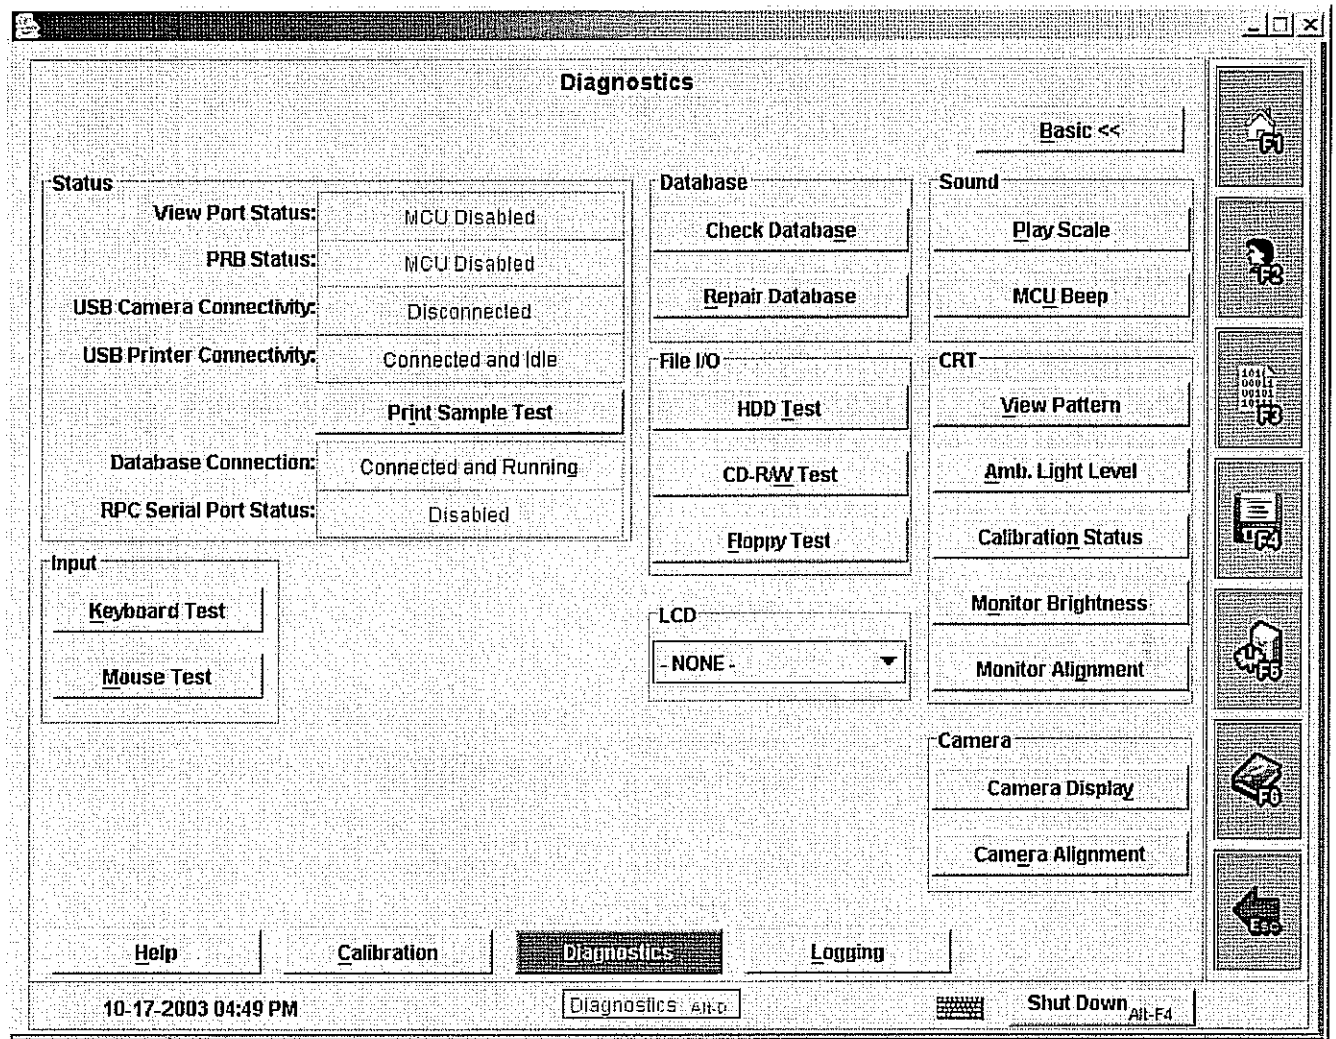 Diagnostics
Basic <<
Status
View Port Status: MCU Disabled
PRB Status: MCU Disabled
USB Camera Connectivity: Disconnected
USB Printer Connectivity: Connected and Idle
Print Sample Test
Database Connection: Connected and Running
RPC Serial Port Status: Disabled
Input
Keyboard Test
Mouse Test
Database
Check Database
Repair Database
File I/O
HDD Test
CD-R/W Test
Floppy Test
LCD
- NONE -
Sound
Play Scale
MCU Beep
CRT
View Pattern
Amb. Light Level
Calibration Status
Monitor Brightness
Monitor Alignment
Camera
Camera Display
Camera Alignment
F1
F2
F3
F4
F5
F6
Esc
Help
Calibration
Diagnostics
Logging
10-17-2003 04:49 PM
Diagnostics Alt-D
Shut Down Alt-F4